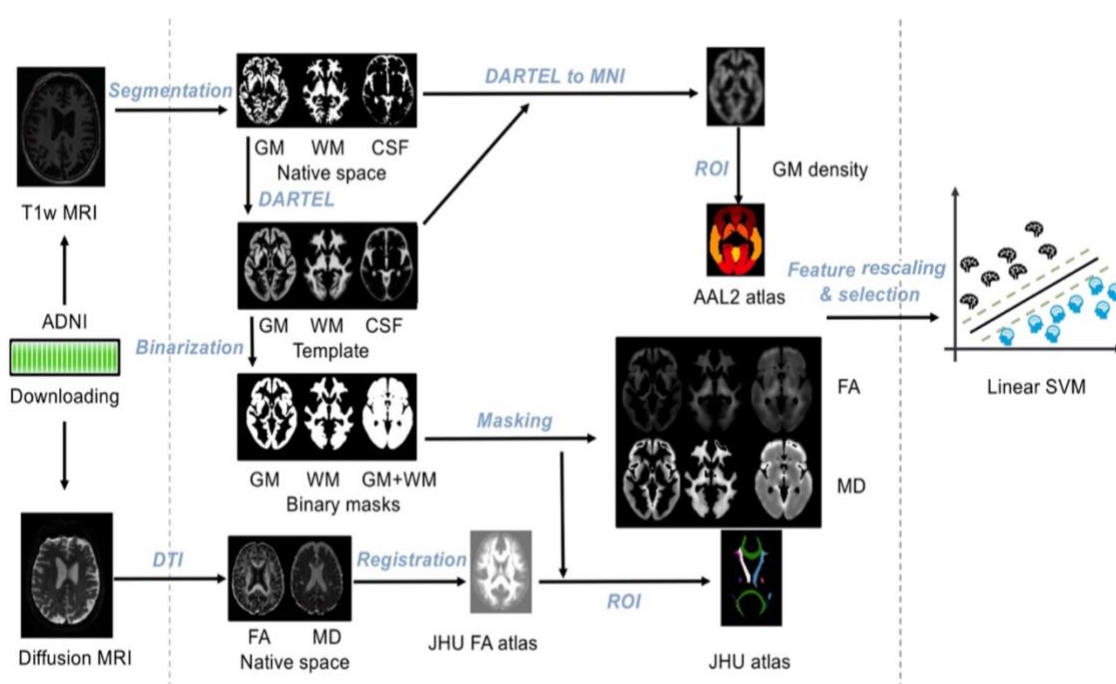 Segmentation
DARTEL to MNI
T1w MRI
GM WM CSF
Native space
DARTEL
ROI
GM density
AAL2 atlas
Feature rescaling
& selection
ADNI
Downloading
GM WM CSF
Template
Binarization
Linear SVM
FA
MD
Masking
GM WM GM+WM
Binary masks
DTI
Registration
ROI
Diffusion MRI
FA MD
Native space
JHU FA atlas
JHU atlas